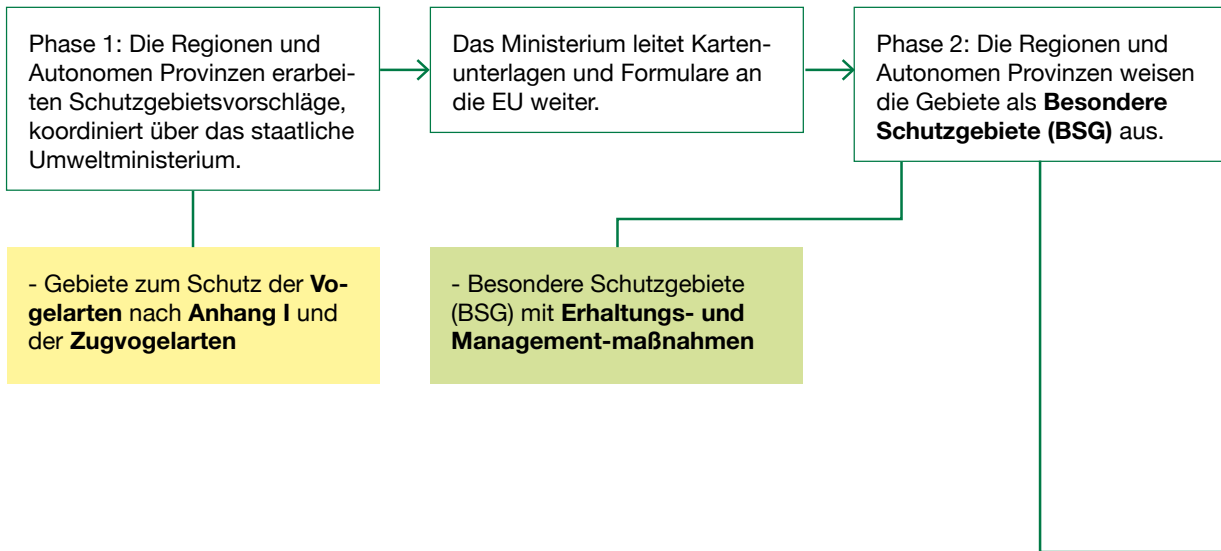 Phase 1: Die Regionen und
Autonomen Provinzen erarbei-
ten Schutzgebietsvorschläge,
koordiniert über das staatliche
Umweltministerium.
Das Ministerium leitet Karten-
unterlagen und Formulare an
die EU weiter.
Phase 2: Die Regionen und
Autonomen Provinzen weisen
die Gebiete als Besondere
Schutzgebiete (BSG) aus.
- Gebiete zum Schutz der Vo-
gelarten nach Anhang I und
der Zugvogelarten
- Besondere Schutzgebiete
(BSG) mit Erhaltungs- und
Management-maßnahmen